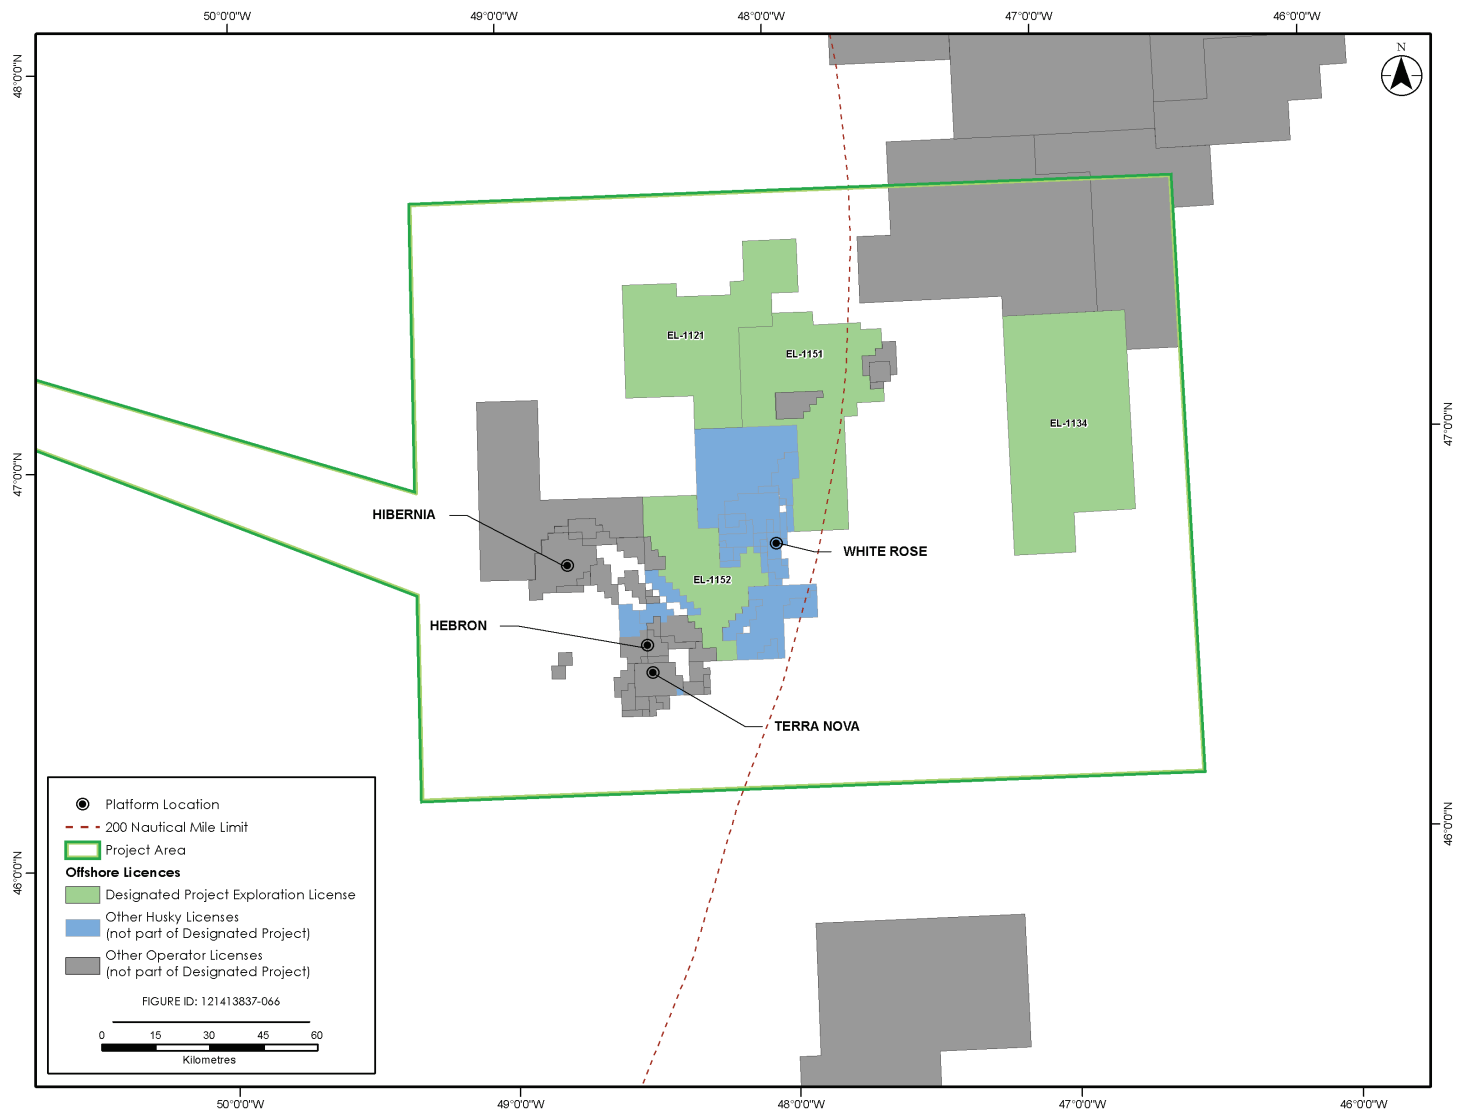 50°0'0"W 49°0'0"W 48°0'0"W 47°0'0"W 46°0'0"W
48°0'0"N
N
EL-1121
EL-1151
EL-1134
47°0'0"N
47°0'0"N
HIBERNIA
WHITE ROSE
EL-1152
HEBRON
TERRA NOVA
46°0'0"N
46°0'0"N
Platform Location
200 Nautical Mile Limit
Project Area
Offshore Licences
Designated Project Exploration License
Other Husky Licenses
(not part of Designated Project)
Other Operator Licenses
(not part of Designated Project)
FIGURE ID: 121413837-066
0 15 30 45 60
Kilometres
50°0'0"W 49°0'0"W 48°0'0"W 47°0'0"W 46°0'0"W